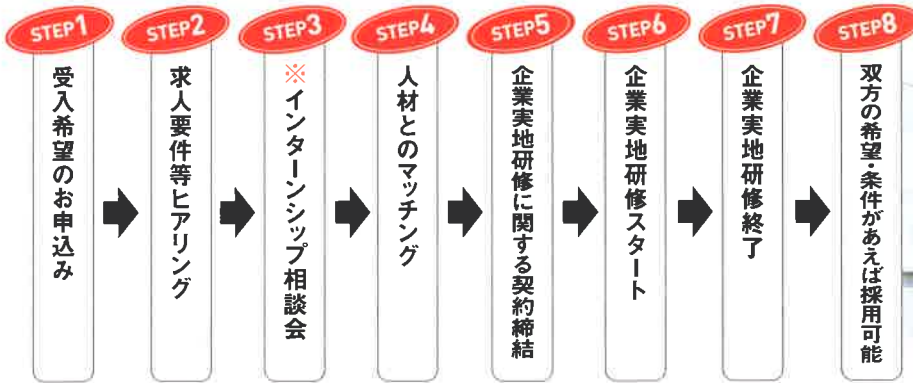 STEP1
受入希望のお申込み
STEP2
求人要件等ヒアリング
STEP3
※インターンシップ相談会
STEP4
人材とのマッチング
STEP5
企業実地研修に関する契約締結
STEP6
企業実地研修スタート
STEP7
企業実地研修終了
STEP8
双方の希望・条件があえば採用可能